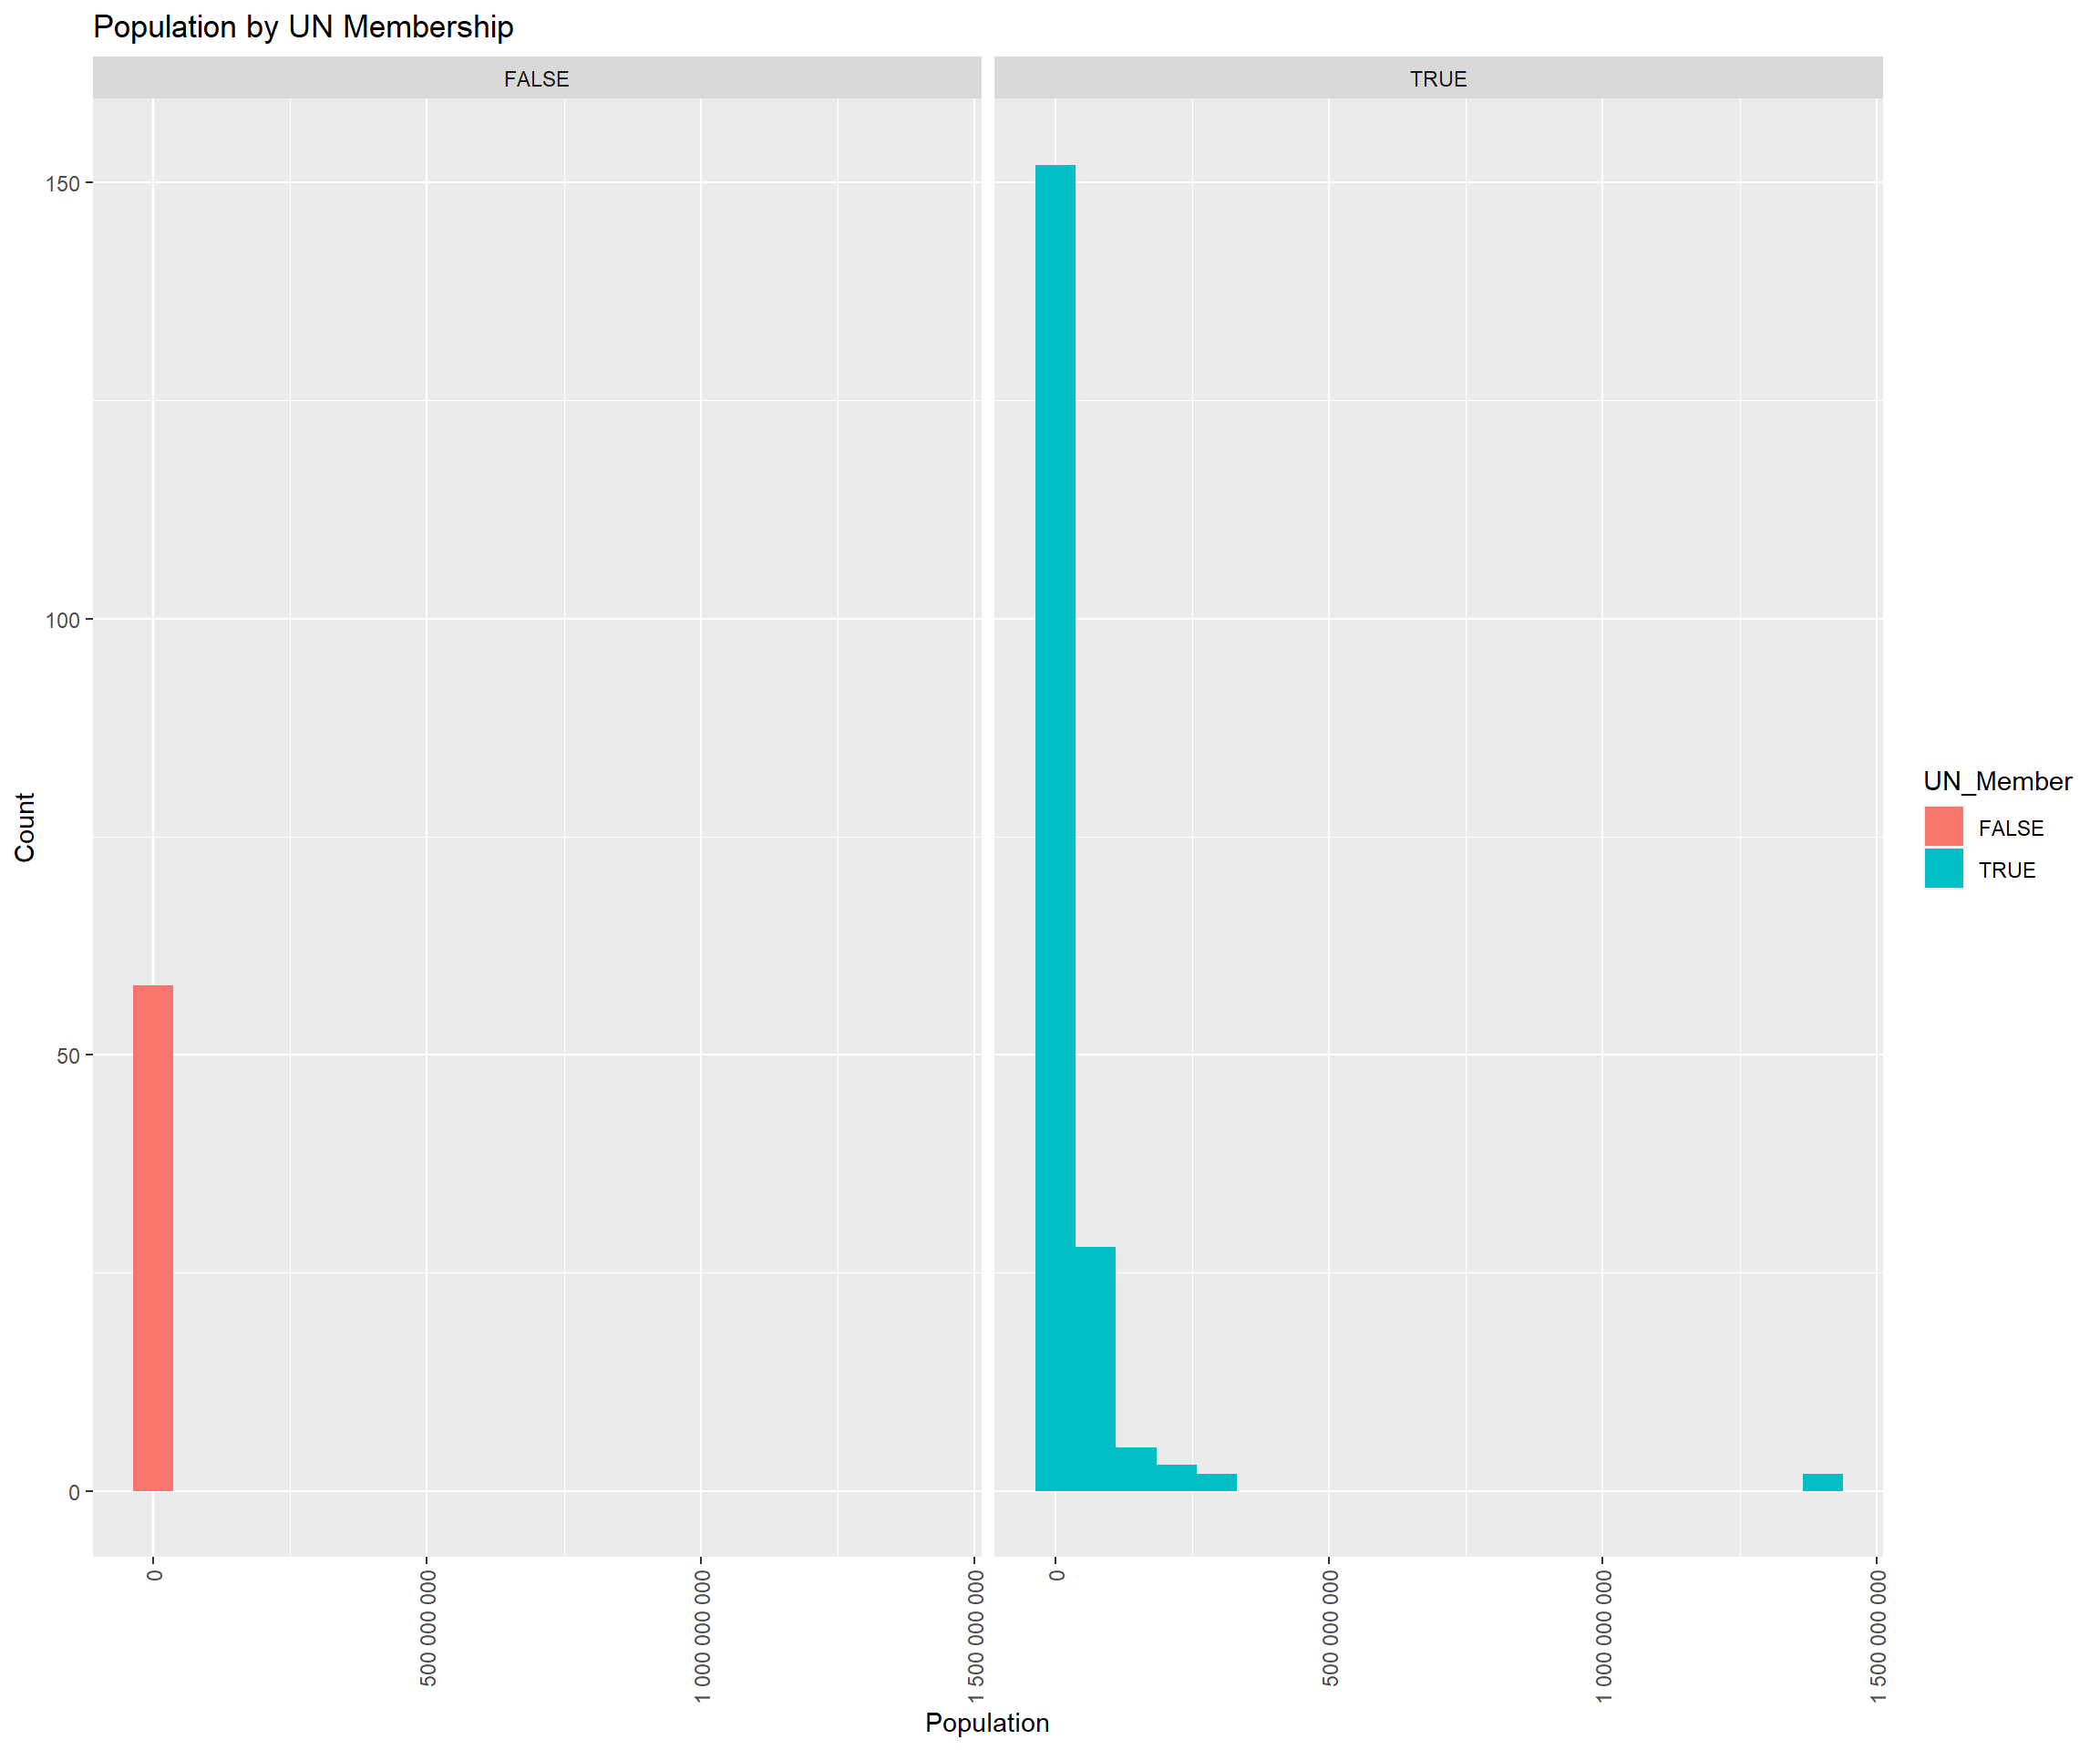 Population by UN Membership
FALSE
TRUE
150
100
50
0
Count
0
500 000 000
1 000 000 000
1 500 000 000
0
500 000 000
1 000 000 000
1 500 000 000
Population
UN_Member
FALSE
TRUE